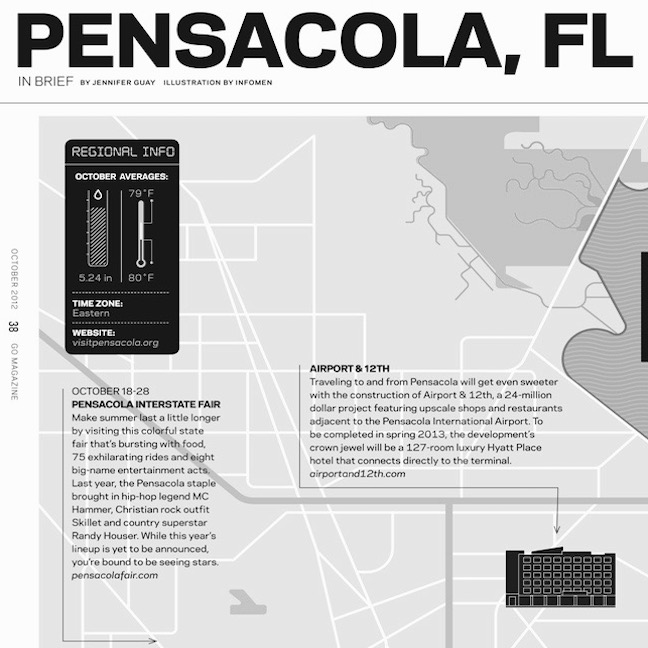 PENSACOLA, FL
IN BRIEF BY JENNIFER GUAY ILLUSTRATION BY INFOMEN
REGIONAL INFO
OCTOBER AVERAGES:
79°F
5.24 in
80°F
TIME ZONE:
Eastern
WEBSITE:
visitpensacola.org
OCTOBER 2012 38 GO MAGAZINE
OCTOBER 18-28
PENSACOLA INTERSTATE FAIR
Make summer last a little longer
by visiting this colorful state
fair that's bursting with food,
75 exhilarating rides and eight
big-name entertainment acts.
Last year, the Pensacola staple
brought in hip-hop legend MC
Hammer, Christian rock outfit
Skillet and country superstar
Randy Houser. While this year's
lineup is yet to be announced,
you're bound to be seeing stars.
pensacolafair.com
AIRPORT & 12TH
Traveling to and from Pensacola will get even sweeter
with the construction of Airport & 12th, a 24-million
dollar project featuring upscale shops and restaurants
adjacent to the Pensacola International Airport. To
be completed in spring 2013, the development's
crown jewel will be a 127-room luxury Hyatt Place
hotel that connects directly to the terminal.
airportand12th.com